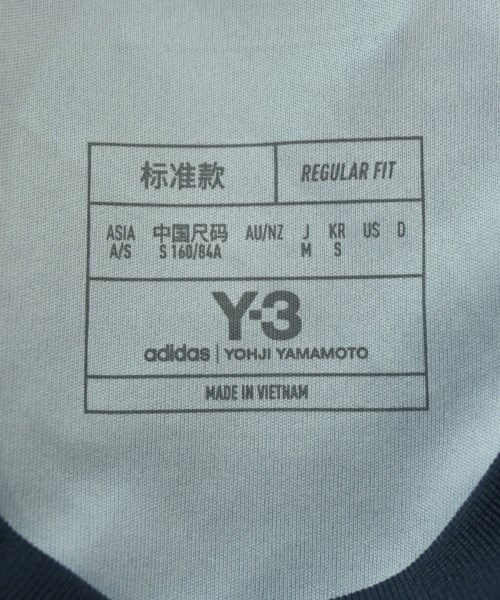 标准款 REGULAR FIT
ASIA 中国尺码 AU/NZ J KR US D
A/S S 160/84A M S
Y-3
adidas | YOHJI YAMAMOTO
MADE IN VIETNAM